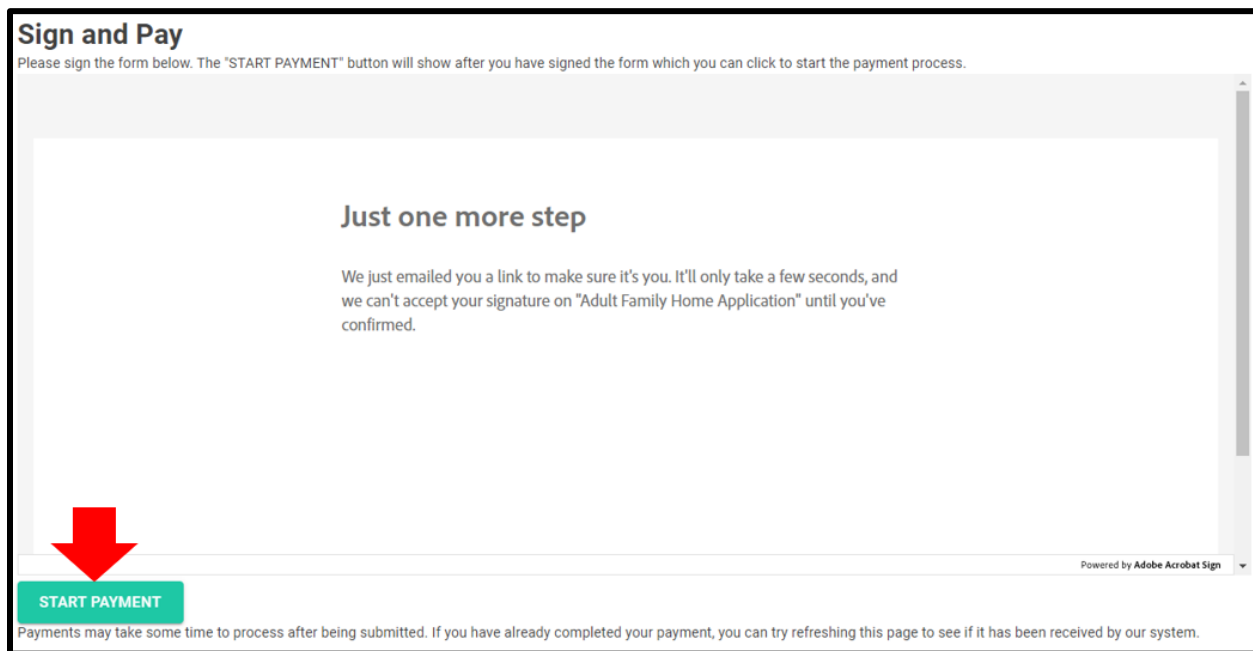 Sign and Pay
Please sign the form below. The "START PAYMENT" button will show after you have signed the form which you can click to start the payment process.
Just one more step
We just emailed you a link to make sure it's you. It'll only take a few seconds, and
we can't accept your signature on "Adult Family Home Application" until you've
confirmed.
Powered by Adobe Acrobat Sign
START PAYMENT
Payments may take some time to process after being submitted. If you have already completed your payment, you can try refreshing this page to see if it has been received by our system.